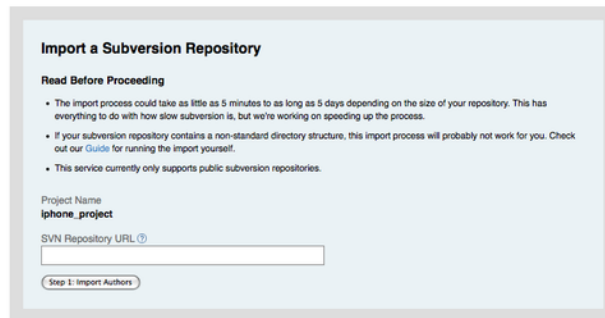 Import a Subversion Repository
Read Before Proceeding
• The import process could take as little as 5 minutes to as long as 5 days depending on the size of your repository. This has
everything to do with how slow subversion is, but we're working on speeding up the process.
• If your subversion repository contains a non-standard directory structure, this import process will probably not work for you. Check
out our Guide for running the import yourself.
• This service currently only supports public subversion repositories.
Project Name
iphone_project
SVN Repository URL (?)
Step 1: Import Authors